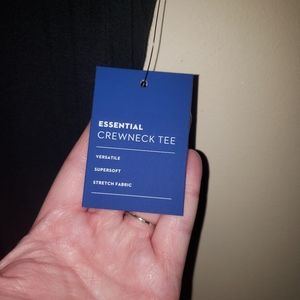 ESSENTIAL
CREWNECK TEE
VERSATILE
SUPERSOFT
STRETCH FABRIC